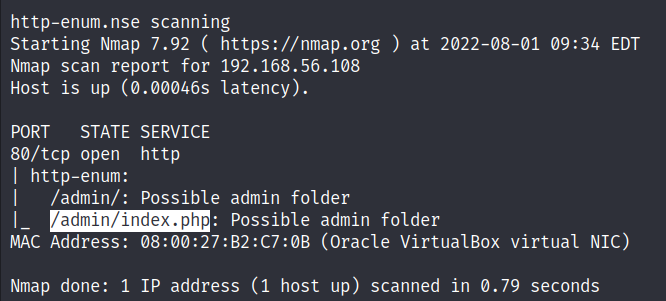 http-enum.nse scanning
Starting Nmap 7.92 ( https://nmap.org ) at 2022-08-01 09:34 EDT
Nmap scan report for 192.168.56.108
Host is up (0.00046s latency).
PORT   STATE SERVICE
80/tcp open  http
| http-enum:
|   /admin/: Possible admin folder
|_  /admin/index.php: Possible admin folder
MAC Address: 08:00:27:B2:C7:0B (Oracle VirtualBox virtual NIC)
Nmap done: 1 IP address (1 host up) scanned in 0.79 seconds